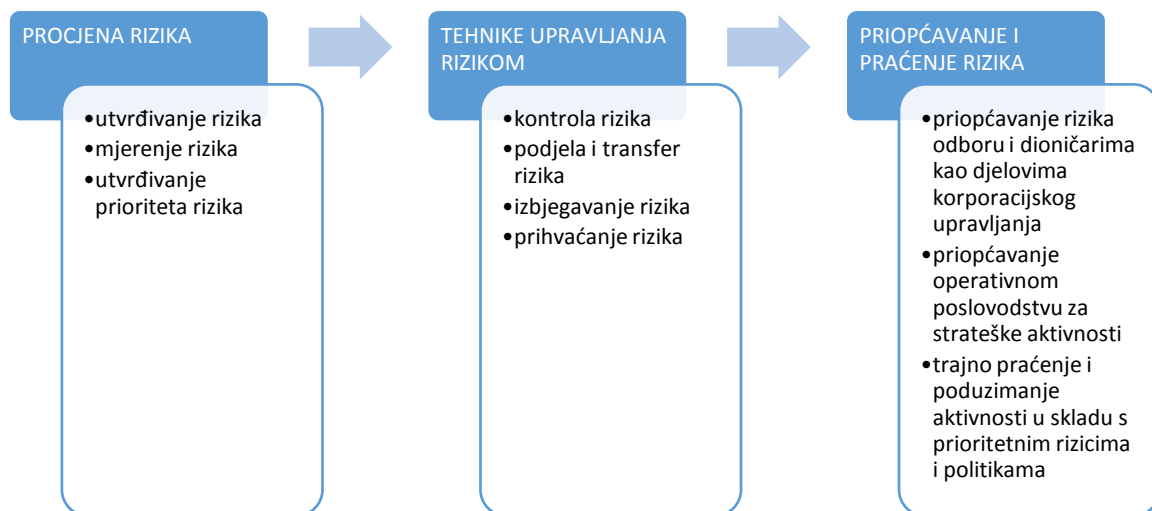 PROCJENA RIZIKA
•utvrđivanje rizika
•mjerenje rizika
•utvrđivanje
prioriteta rizika
TEHNIKE UPRAVLJANJA
RIZIKOM
•kontrola rizika
•podjela i transfer
rizika
•izbjegavanje rizika
•prihvaćanje rizika
PRIOPĆAVANJE I
PRAĆENJE RIZIKA
•priopćavanje rizika
odboru i dioničarima
kao djelovima
korporacijskog
upravljanja
•priopćavanje
operativnom
poslovodstvu za
strateške aktivnosti
•trajno praćenje i
poduzimanje
aktivnosti u skladu s
prioritetnim rizicima
i politikama